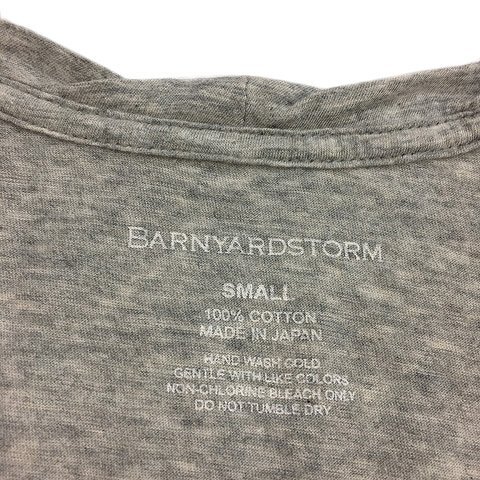 BARNYARDSTORM
SMALL
100% COTTON
MADE IN JAPAN
HAND WASH COLD
GENTLE WITH LIKE COLORS
NON-CHLORINE BLEACH ONLY
DO NOT TUMBLE DRY